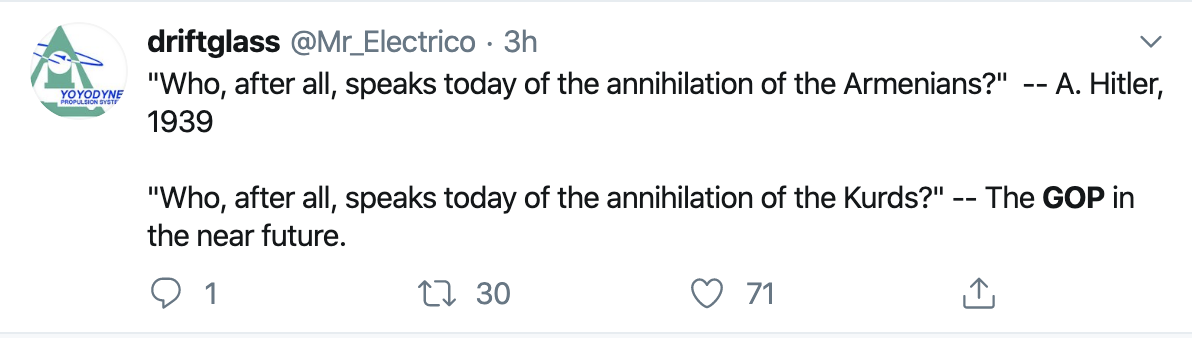 driftglass @Mr_Electrico · 3h
"Who, after all, speaks today of the annihilation of the Armenians?"  -- A. Hitler,
1939
"Who, after all, speaks today of the annihilation of the Kurds?" -- The GOP in
the near future.
YOYODYNE
PROPULSION SYSTE
1 30 71